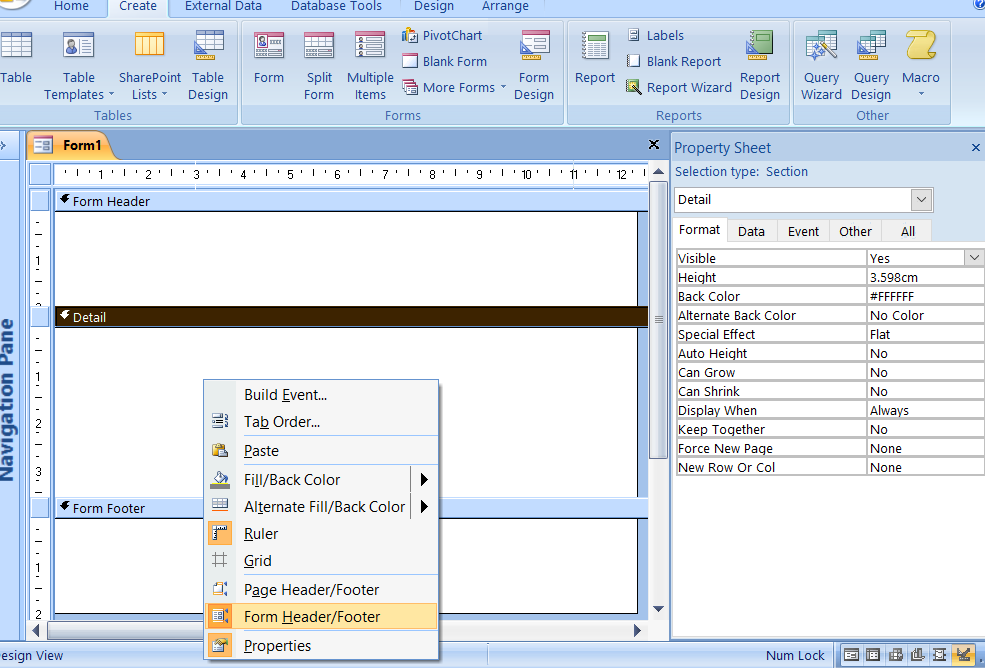 Home Create External Data Database Tools Design Arrange
Table
Table Templates
SharePoint Lists
Table Design
Tables
Form
Split Form
Multiple Items
PivotChart
Blank Form
More Forms
Form Design
Forms
Report
Labels
Blank Report
Report Wizard
Report Design
Reports
Query Wizard
Query Design
Macro
Other
Form1
1 2 3 4 5 6 7 8 9 10 11 12
Form Header
1
Detail
1
2
3
Form Footer
1
2
Navigation Pane
Build Event...
Tab Order...
Paste
Fill/Back Color
Alternate Fill/Back Color
Ruler
Grid
Page Header/Footer
Form Header/Footer
Properties
Property Sheet
Selection type: Section
Detail
Format Data Event Other All
Visible Yes
Height 3.598cm
Back Color #FFFFFF
Alternate Back Color No Color
Special Effect Flat
Auto Height No
Can Grow No
Can Shrink No
Display When Always
Keep Together No
Force New Page None
New Row Or Col None
esign View
Num Lock